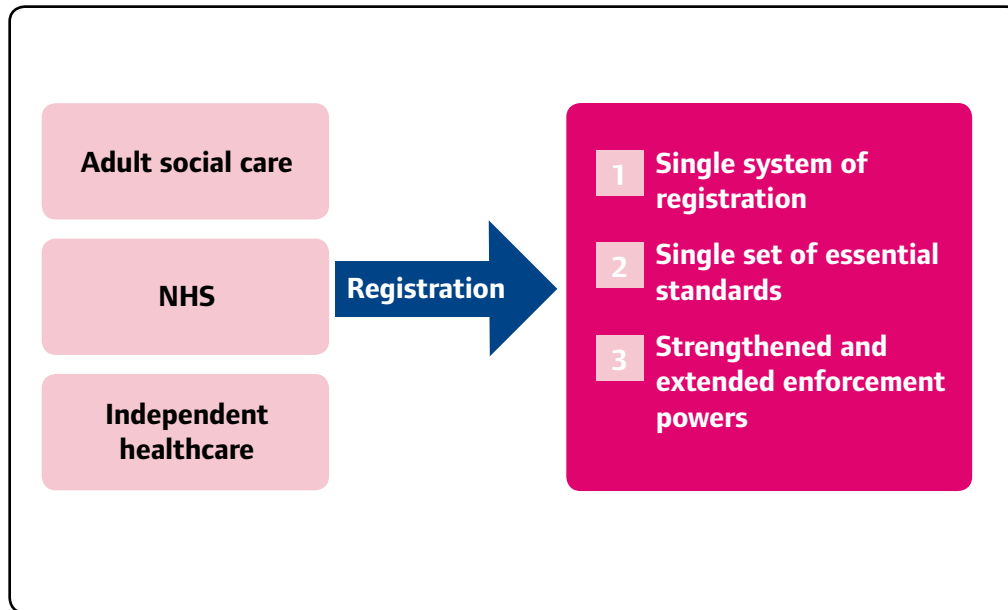 Adult social care
NHS
Independent
healthcare
Registration
1 Single system of
registration
2 Single set of essential
standards
3 Strengthened and
extended enforcement
powers